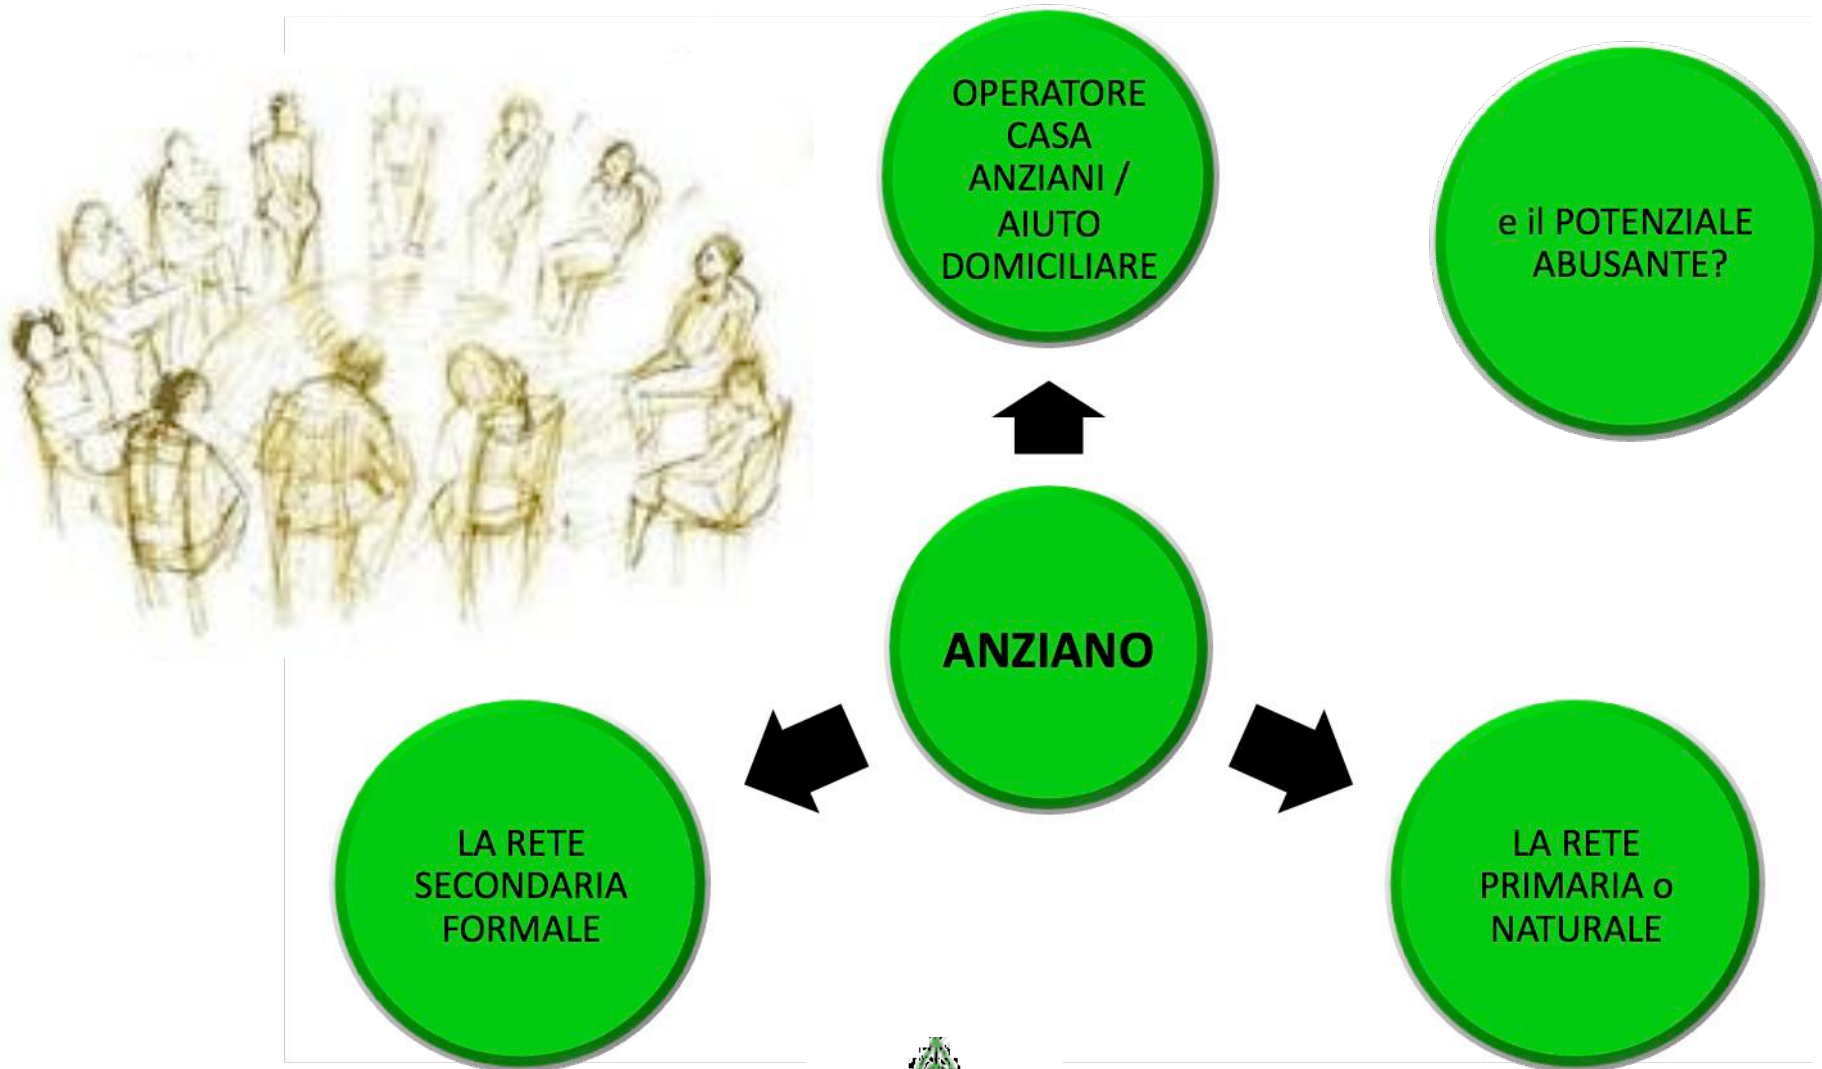 OPERATORE
CASA
ANZIANI /
AIUTO
DOMICILIARE
e il POTENZIALE
ABUSANTE?
ANZIANO
LA RETE
SECONDARIA
FORMALE
LA RETE
PRIMARIA o
NATURALE